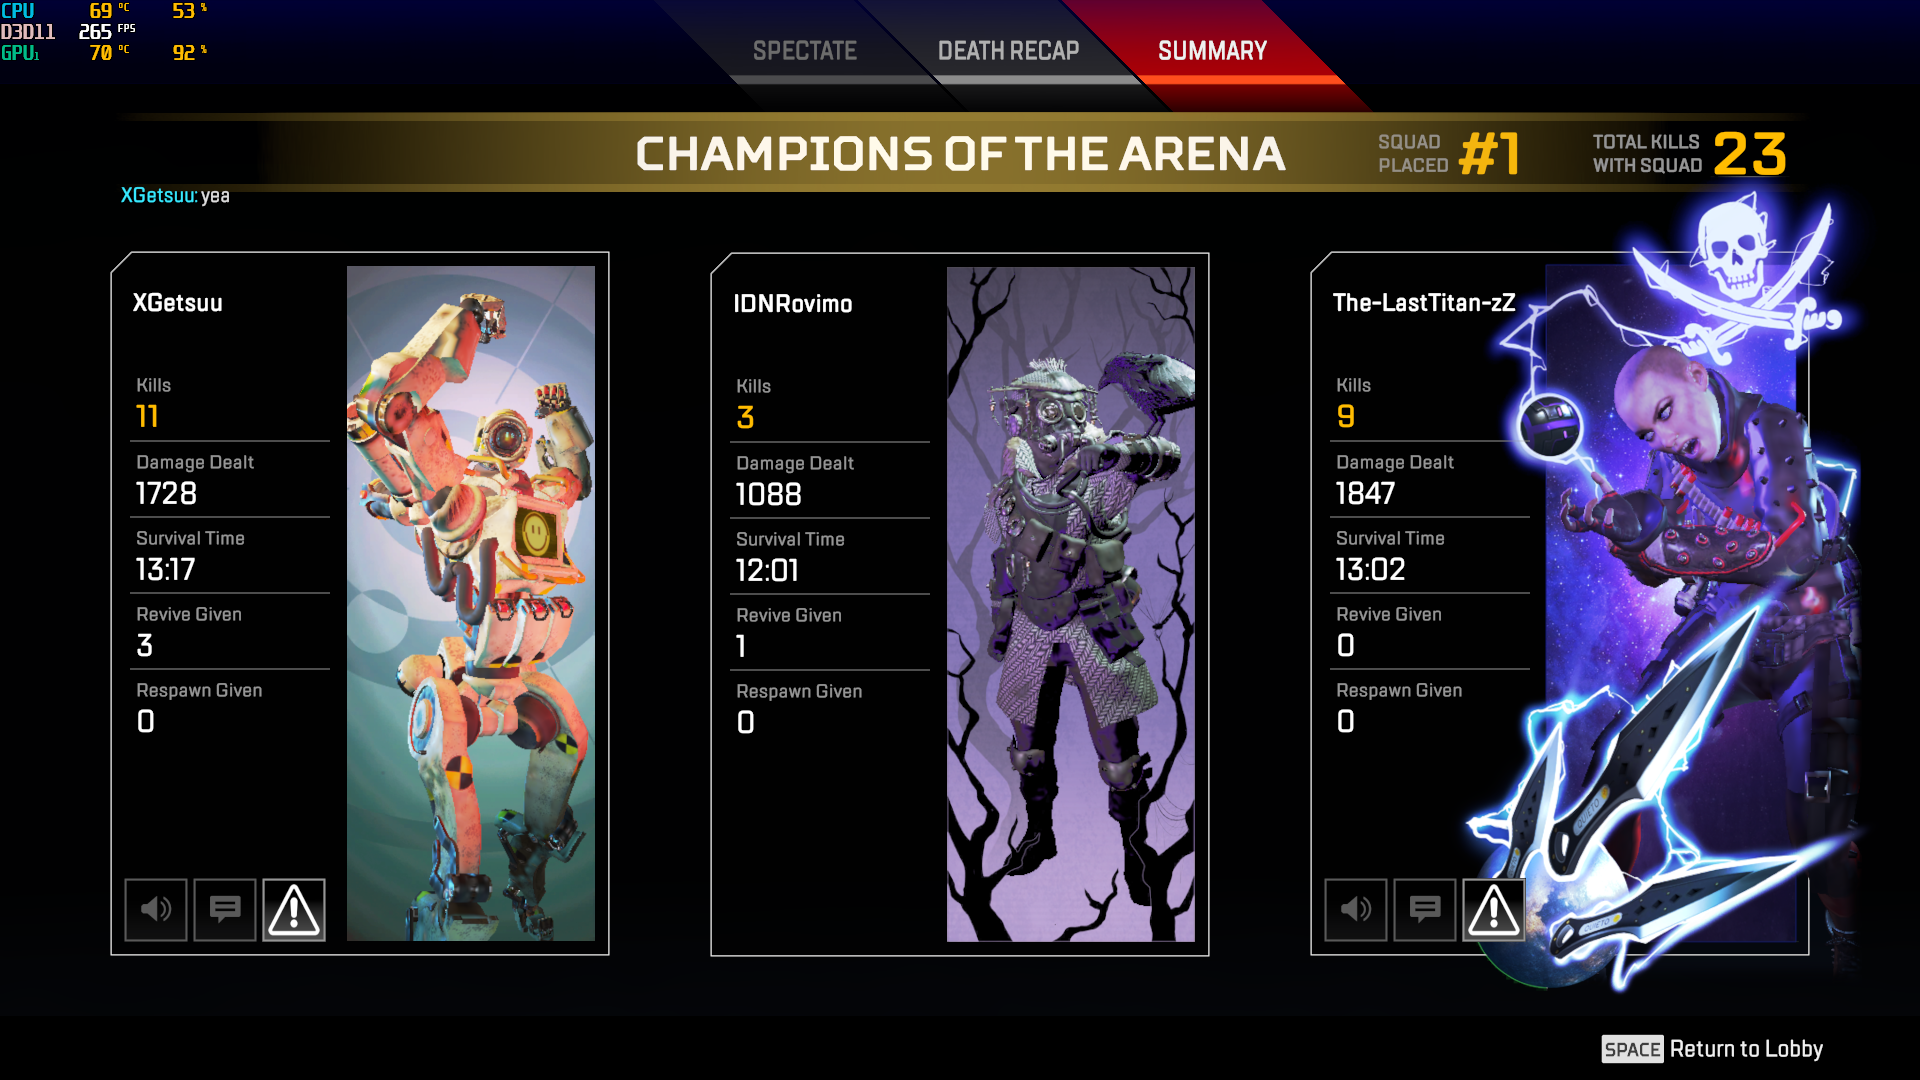 CPU 69 °C 53 %
D3D11 265 FPS
GPU1 70 °C 92 %
SPECTATE
DEATH RECAP
SUMMARY
CHAMPIONS OF THE ARENA
SQUAD PLACED #1
TOTAL KILLS WITH SQUAD 23
XGetsuu: yea
XGetsuu
Kills
11
Damage Dealt
1728
Survival Time
13:17
Revive Given
3
Respawn Given
0
IDNRovimo
Kills
3
Damage Dealt
1088
Survival Time
12:01
Revive Given
1
Respawn Given
0
The-LastTitan-zZ
Kills
9
Damage Dealt
1847
Survival Time
13:02
Revive Given
0
Respawn Given
0
QUIETO
QUIETO
SPACE Return to Lobby